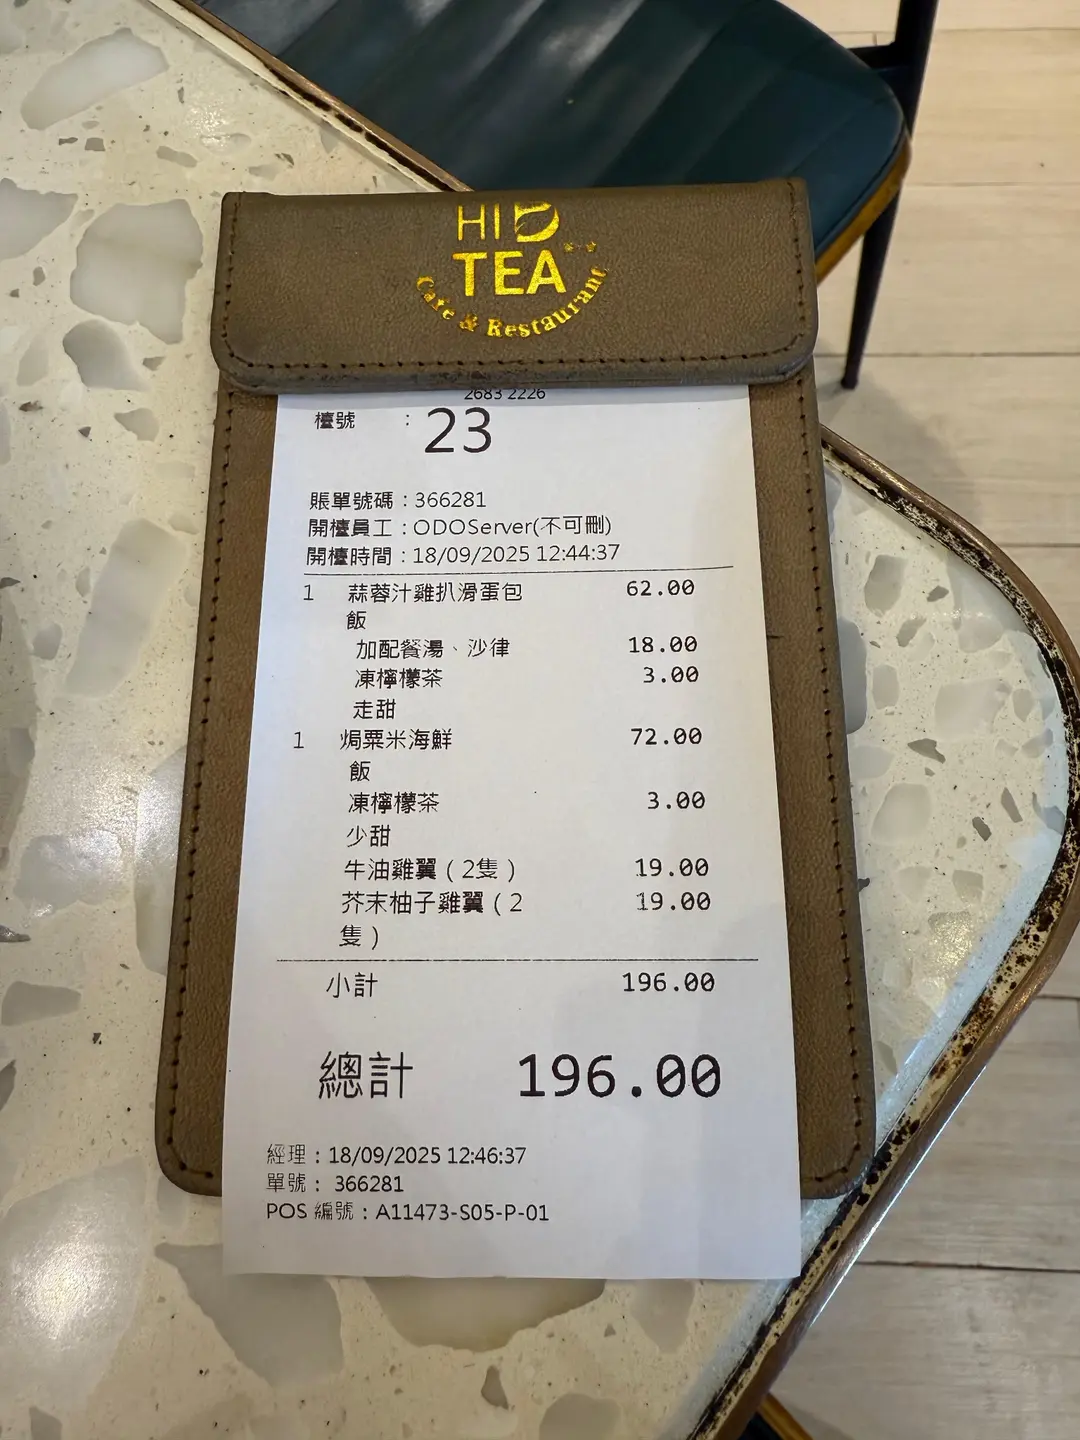 HI
TEA
Cafe & Restaurant
2683 2226
檯號 : 23
賬單號碼：366281
開檯員工：ODOServer(不可刪)
開檯時間：18/09/2025 12:44:37
1 蒜蓉汁雞扒滑蛋包 62.00
飯
加配餐湯、沙律 18.00
凍檸檬茶 3.00
走甜
1 焗粟米海鮮 72.00
飯
凍檸檬茶 3.00
少甜
牛油雞翼（2隻） 19.00
芥末柚子雞翼（2 19.00
隻）
小計 196.00
總計 196.00
經理：18/09/2025 12:46:37
單號： 366281
POS 編號：A11473-S05-P-01